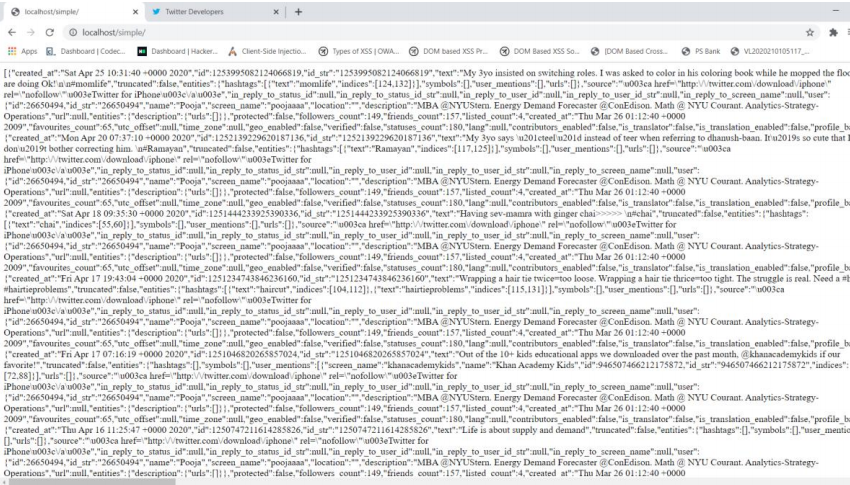 localhost/simple/
Twitter Developers
localhost/simple/
Apps
Dashboard | Codec...
Dashboard | Hacker...
Client-Side Injectio...
Types of XSS | OWA...
DOM based XSS Pr...
DOM Based XSS So...
(DOM Based Cross...
PS Bank
VL2020210105117_...
[{"created_at":"Sat Apr 25 10:31:40 +0000 2020","id":1253995082124066819,"id_str":"1253995082124066819","text":"My 3yo insisted on switching roles. I was asked to color in his coloring book while he mopped the floo
are doing Ok! \n\n#momlife","truncated":false,"entities":{"hashtags":[{"text":"momlife","indices":[124,132]}],"symbols":[],"user_mentions":[],"urls":[]},"source":"\u003ca href=\"http:\/\/twitter.com\/download\/iphone\"
rel=\"nofollow\"\u003eTwitter for iPhone\u003c\/a\u003e","in_reply_to_status_id":null,"in_reply_to_status_id_str":null,"in_reply_to_user_id":null,"in_reply_to_user_id_str":null,"in_reply_to_screen_name":null,"user":
{"id":26650494,"id_str":"26650494","name":"Pooja","screen_name":"poojaaaa","location":"","description":"MBA @NYUStern. Energy Demand Forecaster @ConEdison. Math @ NYU Courant. Analytics-Strategy-
Operations","url":null,"entities":{"description":{"urls":[]}},"protected":false,"followers_count":149,"friends_count":157,"listed_count":4,"created_at":"Thu Mar 26 01:12:40 +0000
2009","favourites_count":65,"utc_offset":null,"time_zone":null,"geo_enabled":false,"verified":false,"statuses_count":180,"lang":null,"contributors_enabled":false,"is_translator":false,"is_translation_enabled":false,"profile_ba
{"created_at":"Mon Apr 20 07:37:10 +0000 2020","id":1252139229620187136,"id_str":"1252139229620187136","text":"My 3yo says \u201cteer\u201d instead of teer when referring to dhanush-baan. It\u2019s so cute that I
don\u2019t bother correcting him. \n#Ramayan","truncated":false,"entities":{"hashtags":[{"text":"Ramayan","indices":[117,125]}],"symbols":[],"user_mentions":[],"urls":[]},"source":"\u003ca
href=\"http:\/\/twitter.com\/download\/iphone\" rel=\"nofollow\"\u003eTwitter for
iPhone\u003c\/a\u003e","in_reply_to_status_id":null,"in_reply_to_status_id_str":null,"in_reply_to_user_id":null,"in_reply_to_user_id_str":null,"in_reply_to_screen_name":null,"user":
{"id":26650494,"id_str":"26650494","name":"Pooja","screen_name":"poojaaaa","location":"","description":"MBA @NYUStern. Energy Demand Forecaster @ConEdison. Math @ NYU Courant. Analytics-Strategy-
Operations","url":null,"entities":{"description":{"urls":[]}},"protected":false,"followers_count":149,"friends_count":157,"listed_count":4,"created_at":"Thu Mar 26 01:12:40 +0000
2009","favourites_count":65,"utc_offset":null,"time_zone":null,"geo_enabled":false,"verified":false,"statuses_count":180,"lang":null,"contributors_enabled":false,"is_translator":false,"is_translation_enabled":false,"profile_ba
{"created_at":"Sat Apr 18 09:35:30 +0000 2020","id":1251444233925390336,"id_str":"1251444233925390336","text":"Having sev-mamra with ginger chai&gt;&gt;&gt;&gt;&gt; \n#chai","truncated":false,"entities":{"hashtags":
[{"text":"chai","indices":[55,60]}],"symbols":[],"user_mentions":[],"urls":[]},"source":"\u003ca href=\"http:\/\/twitter.com\/download\/iphone\" rel=\"nofollow\"\u003eTwitter for
iPhone\u003c\/a\u003e","in_reply_to_status_id":null,"in_reply_to_status_id_str":null,"in_reply_to_user_id":null,"in_reply_to_user_id_str":null,"in_reply_to_screen_name":null,"user":
{"id":26650494,"id_str":"26650494","name":"Pooja","screen_name":"poojaaaa","location":"","description":"MBA @NYUStern. Energy Demand Forecaster @ConEdison. Math @ NYU Courant. Analytics-Strategy-
Operations","url":null,"entities":{"description":{"urls":[]}},"protected":false,"followers_count":149,"friends_count":157,"listed_count":4,"created_at":"Thu Mar 26 01:12:40 +0000
2009","favourites_count":65,"utc_offset":null,"time_zone":null,"geo_enabled":false,"verified":false,"statuses_count":180,"lang":null,"contributors_enabled":false,"is_translator":false,"is_translation_enabled":false,"profile_ba
{"created_at":"Fri Apr 17 19:43:04 +0000 2020","id":1251234743846236160,"id_str":"1251234743846236160","text":"Wrapping a hair tie twice=too loose. Wrapping a hair tie thrice=too tight. The struggle is real. Need a #h
#hairtieproblems","truncated":false,"entities":{"hashtags":[{"text":"haircut","indices":[104,112]},{"text":"hairtieproblems","indices":[115,131]}],"symbols":[],"user_mentions":[],"urls":[]},"source":"\u003ca
href=\"http:\/\/twitter.com\/download\/iphone\" rel=\"nofollow\"\u003eTwitter for
iPhone\u003c\/a\u003e","in_reply_to_status_id":null,"in_reply_to_status_id_str":null,"in_reply_to_user_id":null,"in_reply_to_user_id_str":null,"in_reply_to_screen_name":null,"user":
{"id":26650494,"id_str":"26650494","name":"Pooja","screen_name":"poojaaaa","location":"","description":"MBA @NYUStern. Energy Demand Forecaster @ConEdison. Math @ NYU Courant. Analytics-Strategy-
Operations","url":null,"entities":{"description":{"urls":[]}},"protected":false,"followers_count":149,"friends_count":157,"listed_count":4,"created_at":"Thu Mar 26 01:12:40 +0000
2009","favourites_count":65,"utc_offset":null,"time_zone":null,"geo_enabled":false,"verified":false,"statuses_count":180,"lang":null,"contributors_enabled":false,"is_translator":false,"is_translation_enabled":false,"profile_ba
{"created_at":"Fri Apr 17 07:16:19 +0000 2020","id":1251046820265857024,"id_str":"1251046820265857024","text":"Out of the 10+ kids educational apps we downloaded over the past month, @khanacademykids if our
favorite!","truncated":false,"entities":{"hashtags":[],"symbols":[],"user_mentions":[{"screen_name":"khanacademykids","name":"Khan Academy Kids","id":946507466212175872,"id_str":"946507466212175872","indices":
[72,88]}],"urls":[]},"source":"\u003ca href=\"http:\/\/twitter.com\/download\/iphone\" rel=\"nofollow\"\u003eTwitter for
iPhone\u003c\/a\u003e","in_reply_to_status_id":null,"in_reply_to_status_id_str":null,"in_reply_to_user_id":null,"in_reply_to_user_id_str":null,"in_reply_to_screen_name":null,"user":
{"id":26650494,"id_str":"26650494","name":"Pooja","screen_name":"poojaaaa","location":"","description":"MBA @NYUStern. Energy Demand Forecaster @ConEdison. Math @ NYU Courant. Analytics-Strategy-
Operations","url":null,"entities":{"description":{"urls":[]}},"protected":false,"followers_count":149,"friends_count":157,"listed_count":4,"created_at":"Thu Mar 26 01:12:40 +0000
2009","favourites_count":65,"utc_offset":null,"time_zone":null,"geo_enabled":false,"verified":false,"statuses_count":180,"lang":null,"contributors_enabled":false,"is_translator":false,"is_translation_enabled":false,"profile_ba
{"created_at":"Thu Apr 16 11:25:47 +0000 2020","id":1250747211614285826,"id_str":"1250747211614285826","text":"Life is about supply and demand","truncated":false,"entities":{"hashtags":[],"symbols":[],"user_mentio
[],"urls":[]},"source":"\u003ca href=\"http:\/\/twitter.com\/download\/iphone\" rel=\"nofollow\"\u003eTwitter for
iPhone\u003c\/a\u003e","in_reply_to_status_id":null,"in_reply_to_status_id_str":null,"in_reply_to_user_id":null,"in_reply_to_user_id_str":null,"in_reply_to_screen_name":null,"user":
{"id":26650494,"id_str":"26650494","name":"Pooja","screen_name":"poojaaaa","location":"","description":"MBA @NYUStern. Energy Demand Forecaster @ConEdison. Math @ NYU Courant. Analytics-Strategy-
Operations","url":null,"entities":{"description":{"urls":[]}},"protected":false,"followers_count":149,"friends_count":157,"listed_count":4,"created_at":"Thu Mar 26 01:12:40 +0000